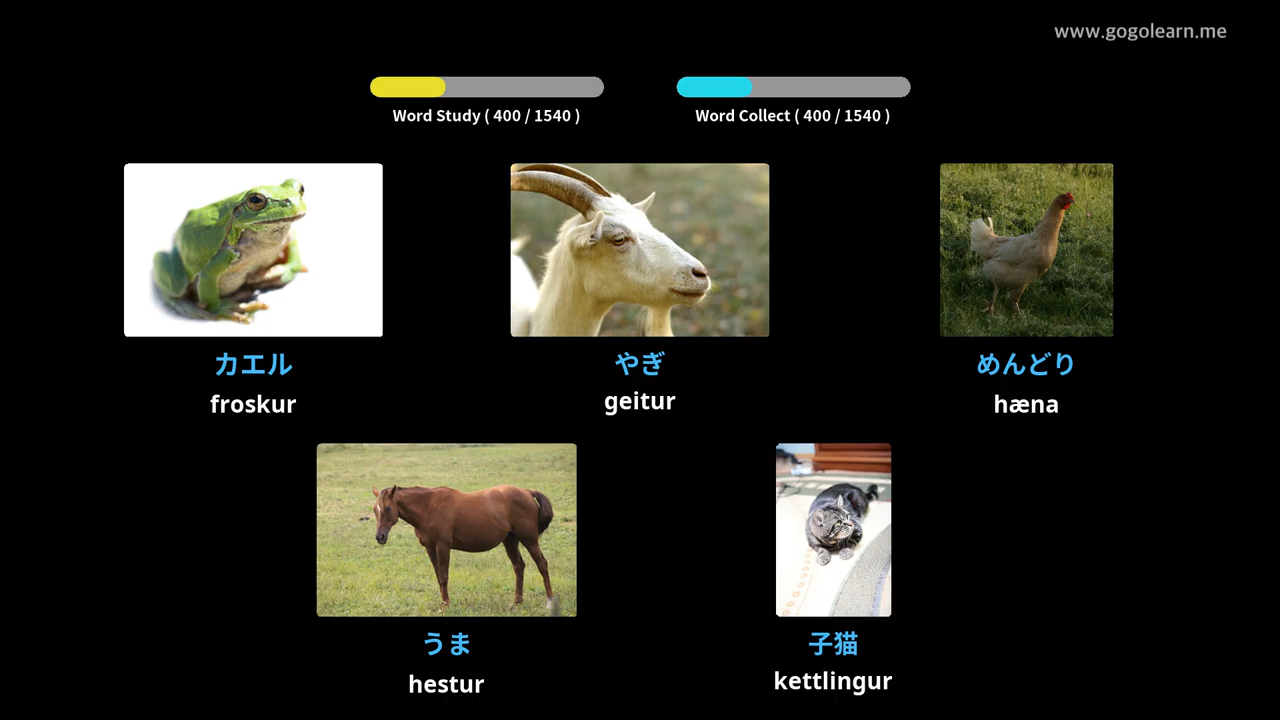 www.gogolearn.me
Word Study ( 400 / 1540 )
Word Collect ( 400 / 1540 )
カエル
froskur
やぎ
geitur
めんどり
hæna
うま
hestur
子猫
kettlingur